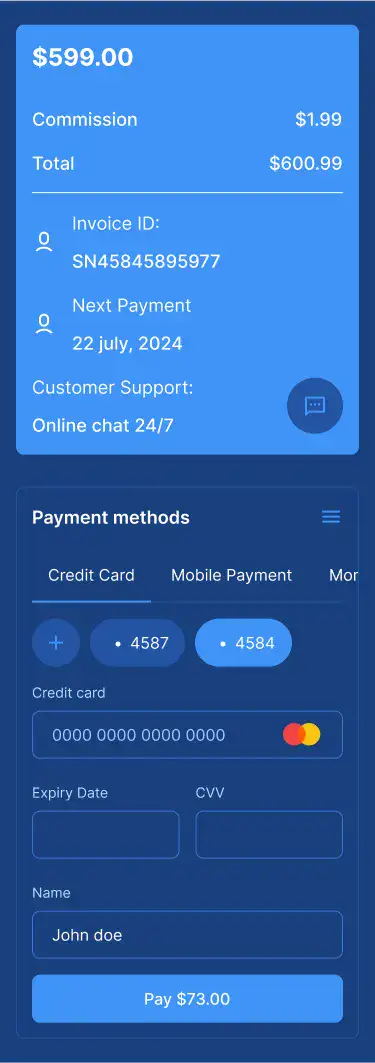 $599.00
Commission $1.99
Total $600.99
Invoice ID:
SN45845895977
Next Payment
22 july, 2024
Customer Support:
Online chat 24/7
Payment methods
Credit Card Mobile Payment Mor
• 4587 • 4584
Credit card
0000 0000 0000 0000
Expiry Date CVV
Name
John doe
Pay $73.00